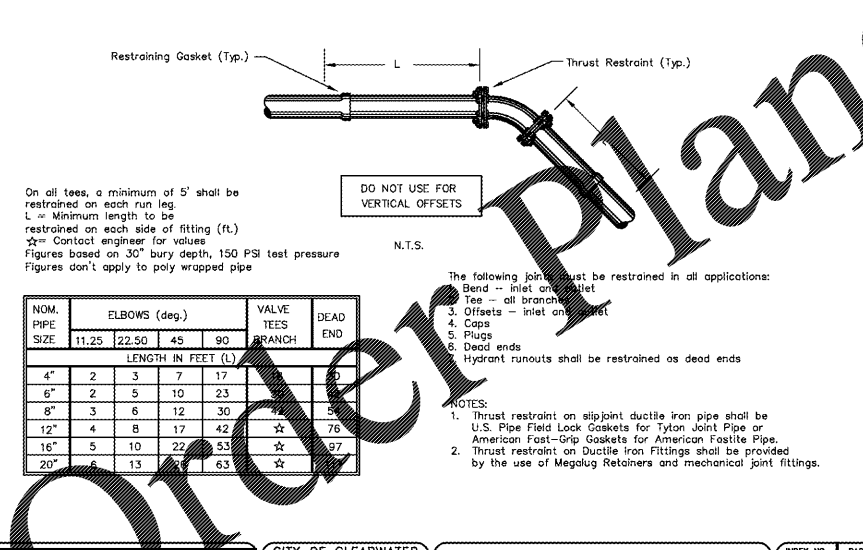 Restraining Gasket (Typ.)
L
Thrust Restraint (Typ.)
On all tees, a minimum of 5' shall be
restrained on each run leg.
L = Minimum length to be
restrained on each side of fitting (ft.)
☆= Contact engineer for values
Figures based on 30" bury depth, 150 PSI test pressure
Figures don't apply to poly wrapped pipe
DO NOT USE FOR
VERTICAL OFFSETS
N.T.S.
The following joints must be restrained in all applications:
1. Bend - inlet and outlet
2. Tee - all branches
3. Offsets - inlet and outlet
4. Caps
5. Plugs
6. Dead ends
7. Hydrant runouts shall be restrained as dead ends
NOM. PIPE SIZE ELBOWS (deg.) VALVE TEES BRANCH DEAD END
11.25 22.50 45 90
LENGTH IN FEET (L)
4" 2 3 7 17
6" 2 5 10 23
8" 3 6 12 30 54
12" 4 8 17 42 ☆ 76
16" 5 10 22 53 ☆ 97
20" 6 13 63 ☆
NOTES:
1. Thrust restraint on slipjoint ductile iron pipe shall be
U.S. Pipe Field Lock Gaskets for Tyton Joint Pipe or
American Fast-Grip Gaskets for American Fastite Pipe.
2. Thrust restraint on Ductile Iron Fittings shall be provided
by the use of Megalug Retainers and mechanical joint fittings.
Order Plan
CITY OF CLEARWATER
INDEX NO.